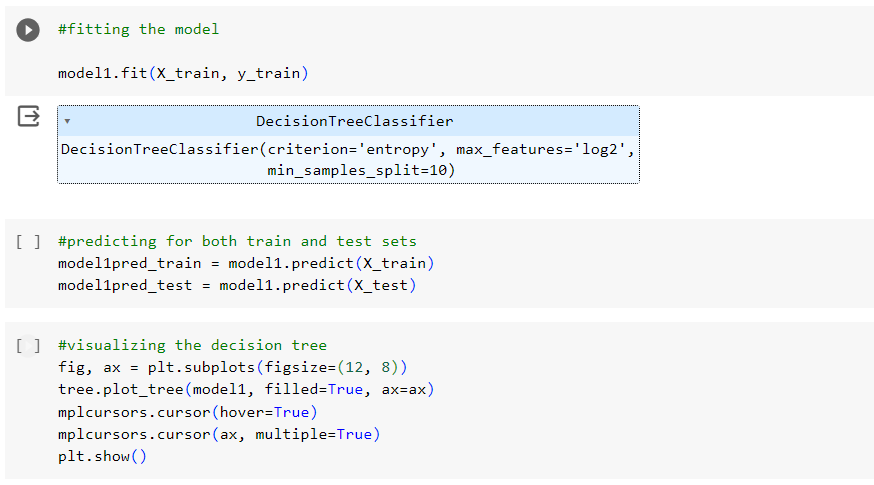 #fitting the model
model1.fit(X_train, y_train)
DecisionTreeClassifier
DecisionTreeClassifier(criterion='entropy', max_features='log2',
min_samples_split=10)
[ ] #predicting for both train and test sets
model1pred_train = model1.predict(X_train)
model1pred_test = model1.predict(X_test)
[ ] #visualizing the decision tree
fig, ax = plt.subplots(figsize=(12, 8))
tree.plot_tree(model1, filled=True, ax=ax)
mplcursors.cursor(hover=True)
mplcursors.cursor(ax, multiple=True)
plt.show()